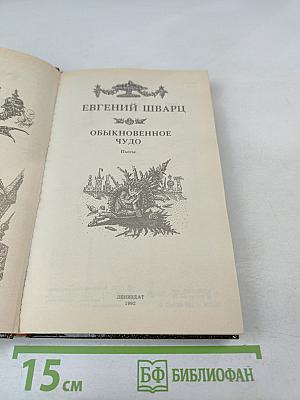 ЕВГЕНИЙ ШВАРЦ
ОБЫКНОВЕННОЕ
ЧУДО
Пьесы
ЛЕНИЗДАТ
1992
15 см
БФ БИБЛИОФАН